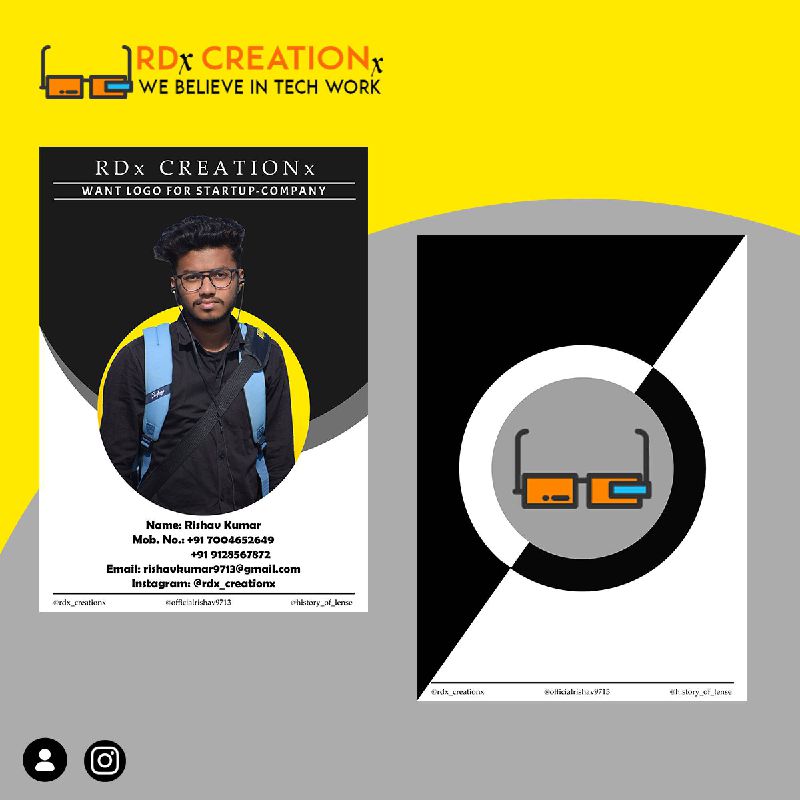 RDx CREATIONx
WE BELIEVE IN TECH WORK
RDx CREATIONx
WANT LOGO FOR STARTUP-COMPANY
Name: Rishav Kumar
Mob. No.: +91 7004652649
+91 9128567872
Email: rishavkumar9713@gmail.com
Instagram: @rdx_creationx
@rdx_creationx @officialrishav9713 @history_of_lense
@rdx_creationx @officialrishav9713 @history_of_lense